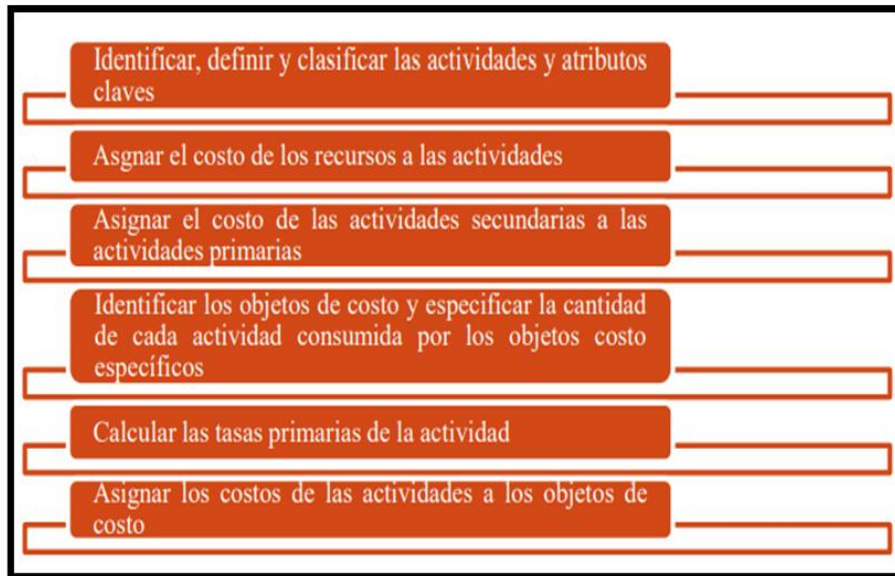 Identificar, definir y clasificar las actividades y atributos
claves
Asgnar el costo de los recursos a las actividades
Asignar el costo de las actividades secundarias a las
actividades primarias
Identificar los objetos de costo y especificar la cantidad
de cada actividad consumida por los objetos costo
específicos
Calcular las tasas primarias de la actividad
Asignar los costos de las actividades a los objetos de
costo